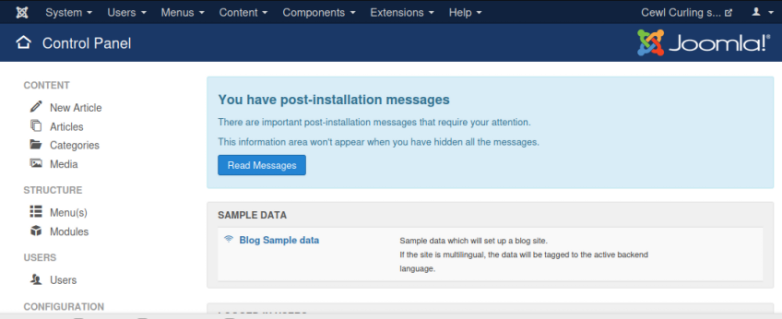 System Users Menus Content Components Extensions Help Cewl Curling s...
Control Panel Joomla!®
CONTENT
New Article
Articles
Categories
Media
STRUCTURE
Menu(s)
Modules
USERS
Users
CONFIGURATION
You have post-installation messages
There are important post-installation messages that require your attention.
This information area won't appear when you have hidden all the messages.
Read Messages
SAMPLE DATA
Blog Sample data
Sample data which will set up a blog site.
If the site is multilingual, the data will be tagged to the active backend
language.